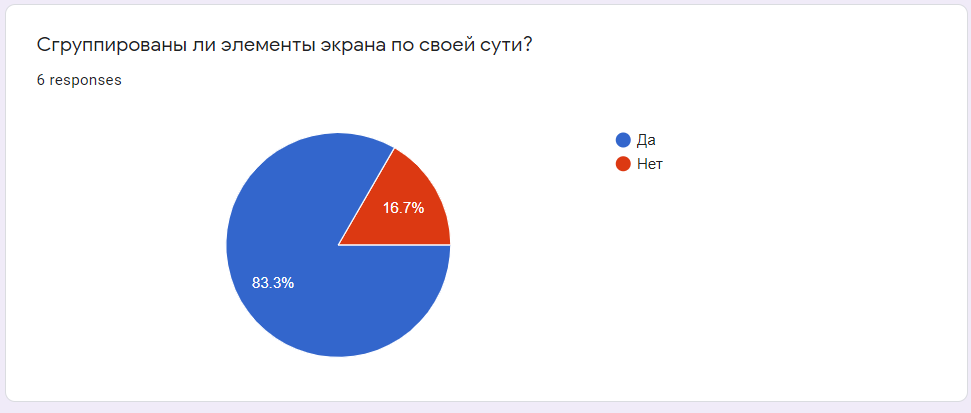 Сгруппированы ли элементы экрана по своей сути?
6 responses
Да
Нет
16.7%
83.3%